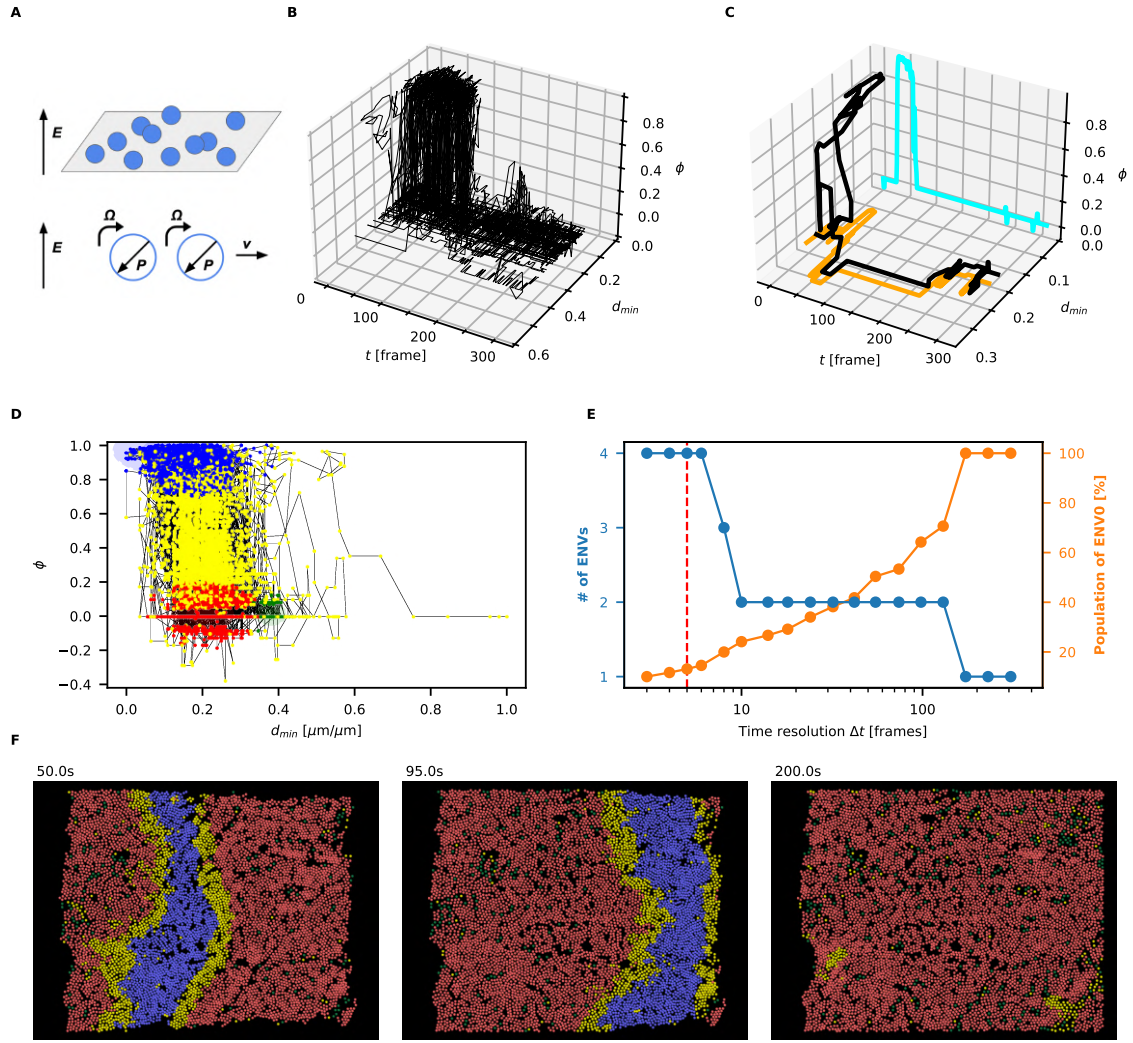 A
E
E
Ω
Ω
P
P
v
B
0.8
0.6
0.4
0.2
0.0
ϕ
0
100
200
300
t [frame]
0.0
0.2
0.4
0.6
d_min
C
0.8
0.6
0.4
0.2
0.0
ϕ
0
100
200
300
t [frame]
0.0
0.1
0.2
0.3
d_min
D
1.0
0.8
0.6
0.4
0.2
0.0
−0.2
−0.4
ϕ
0.0 0.2 0.4 0.6 0.8 1.0
d_min [μm/μm]
E
4
3
2
1
# of ENVs
100
80
60
40
20
Population of ENV0 [%]
10 100
Time resolution Δt [frames]
F
50.0s
95.0s
200.0s